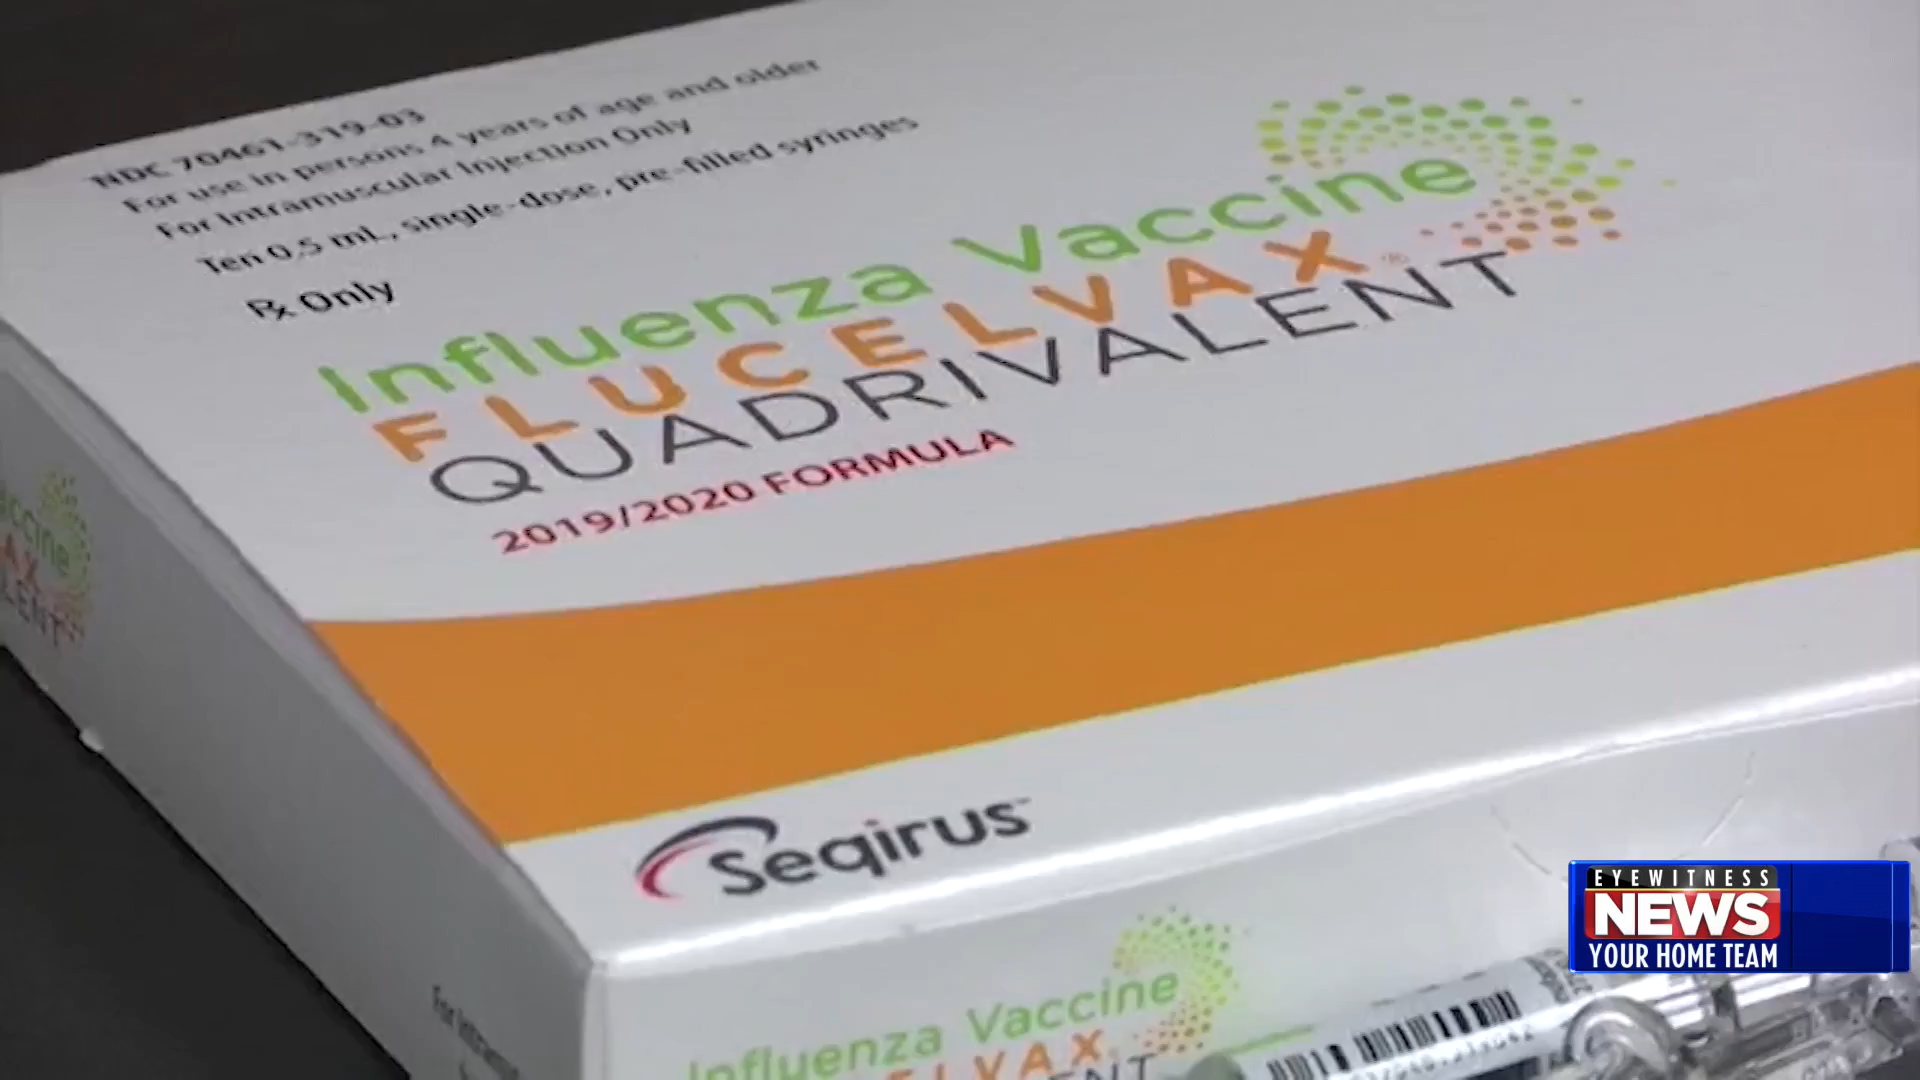 NDC 70461-319-03
For use in persons 4 years of age and older
For Intramuscular Injection Only
Ten 0.5 mL, single-dose, pre-filled syringes
Rx Only
Influenza Vaccine
FLUCELVAX®
QUADRIVALENT
2019/2020 FORMULA
Seqirus™
Influenza Vaccine
EYEWITNESS
NEWS
YOUR HOME TEAM